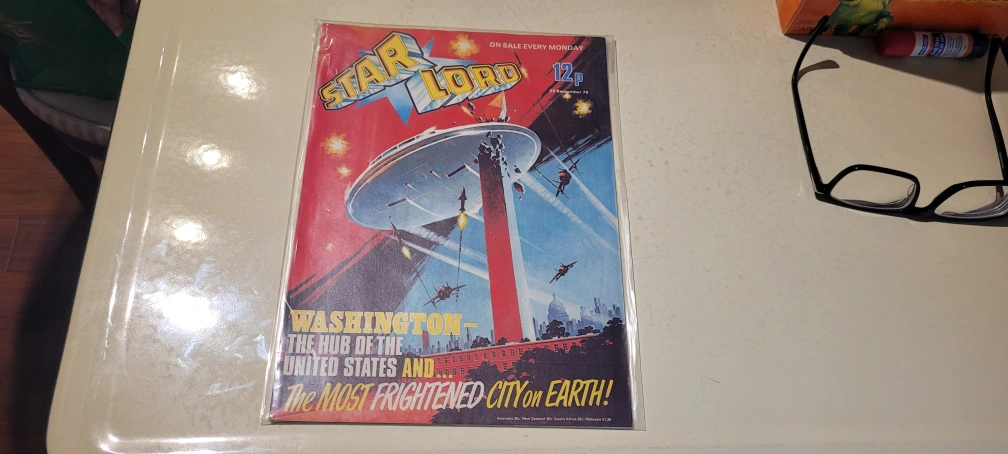 STAR
LORD
ON SALE EVERY MONDAY
12p
WASHINGTON-
THE HUB OF THE
UNITED STATES AND...
The MOST FRIGHTENED CITY on EARTH!